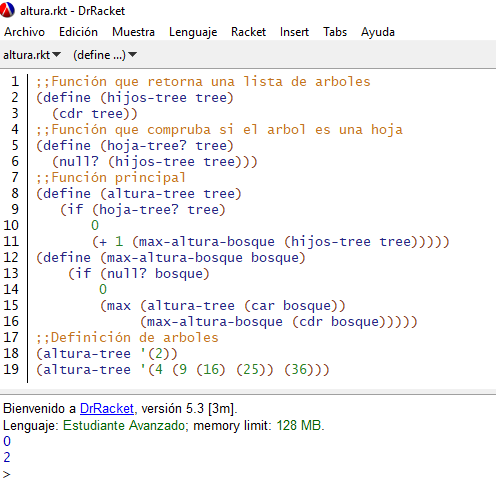 altura.rkt - DrRacket
Archivo Edición Muestra Lenguaje Racket Insert Tabs Ayuda
altura.rkt (define ...)
1 ;;Función que retorna una lista de arboles
2 (define (hijos-tree tree)
3 (cdr tree))
4 ;;Función que compruba si el arbol es una hoja
5 (define (hoja-tree? tree)
6 (null? (hijos-tree tree)))
7 ;;Función principal
8 (define (altura-tree tree)
9 (if (hoja-tree? tree)
10 0
11 (+ 1 (max-altura-bosque (hijos-tree tree)))))
12 (define (max-altura-bosque bosque)
13 (if (null? bosque)
14 0
15 (max (altura-tree (car bosque))
16 (max-altura-bosque (cdr bosque)))))
17 ;;Definición de arboles
18 (altura-tree '(2))
19 (altura-tree '(4 (9 (16) (25)) (36)))
Bienvenido a DrRacket, versión 5.3 [3m].
Lenguaje: Estudiante Avanzado; memory limit: 128 MB.
0
2
>